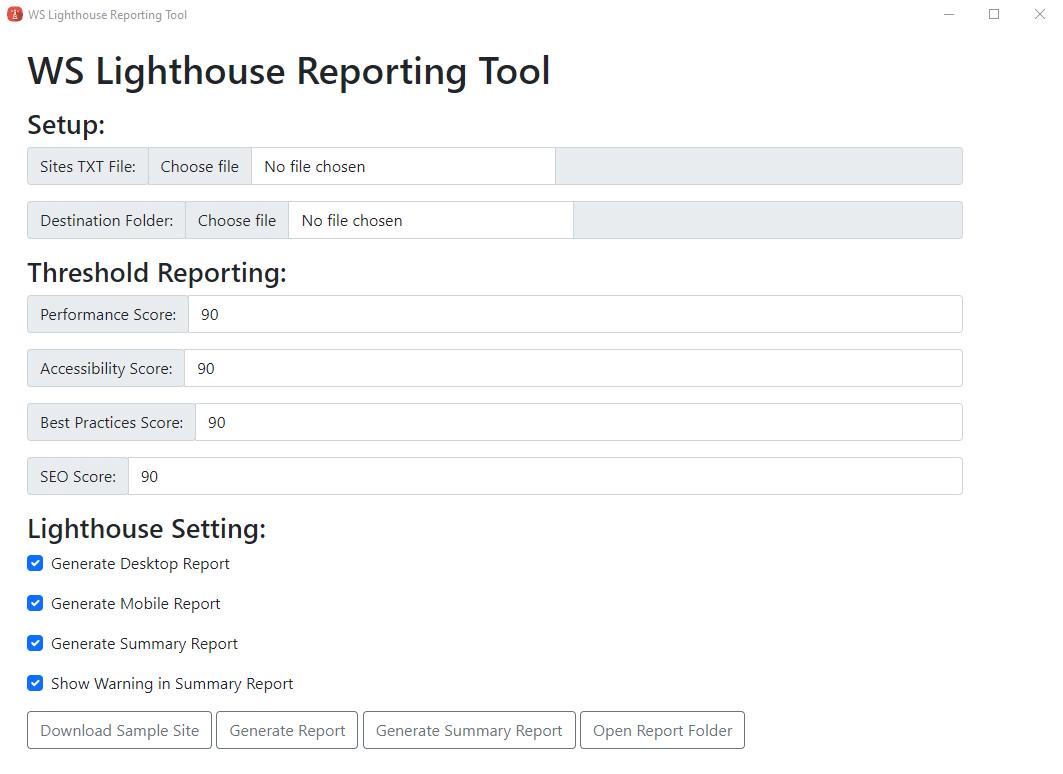 WS Lighthouse Reporting Tool
WS Lighthouse Reporting Tool
Setup:
Sites TXT File: Choose file No file chosen
Destination Folder: Choose file No file chosen
Threshold Reporting:
Performance Score: 90
Accessibility Score: 90
Best Practices Score: 90
SEO Score: 90
Lighthouse Setting:
Generate Desktop Report
Generate Mobile Report
Generate Summary Report
Show Warning in Summary Report
Download Sample Site Generate Report Generate Summary Report Open Report Folder